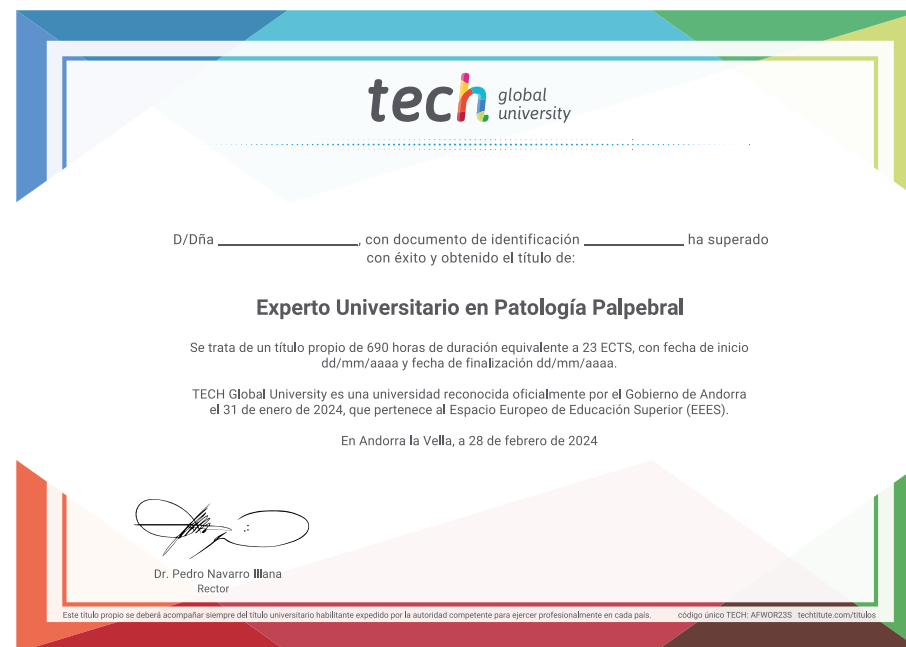 tech global university
D/Dña ____________, con documento de identificación ____________ ha superado
con éxito y obtenido el título de:
Experto Universitario en Patología Palpebral
Se trata de un título propio de 690 horas de duración equivalente a 23 ECTS, con fecha de inicio
dd/mm/aaaa y fecha de finalización dd/mm/aaaa.
TECH Global University es una universidad reconocida oficialmente por el Gobierno de Andorra
el 31 de enero de 2024, que pertenece al Espacio Europeo de Educación Superior (EEES).
En Andorra la Vella, a 28 de febrero de 2024
Dr. Pedro Navarro Illana
Rector
Este título propio se deberá acompañar siempre del título universitario habilitante expedido por la autoridad competente para ejercer profesionalmente en cada país. código único TECH: AFWOR23S techtitute.com/titulos